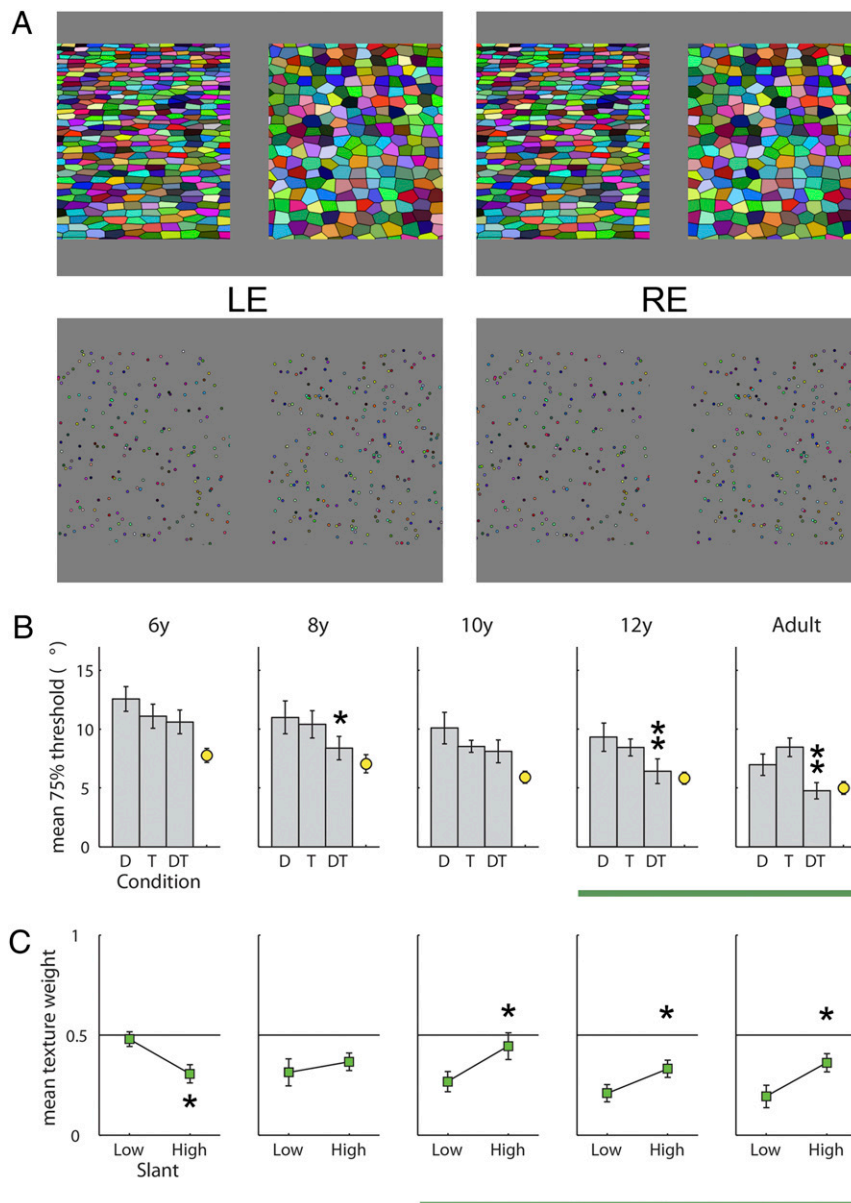 A
LE RE
B
6y 8y 10y 12y Adult
mean 75% threshold ( °)
15
10
5
0
D T DT D T DT D T DT D T DT D T DT
Condition
* ** **
C
mean texture weight
1
0.5
0
* * * *
Low High Low High Low High Low High Low High
Slant